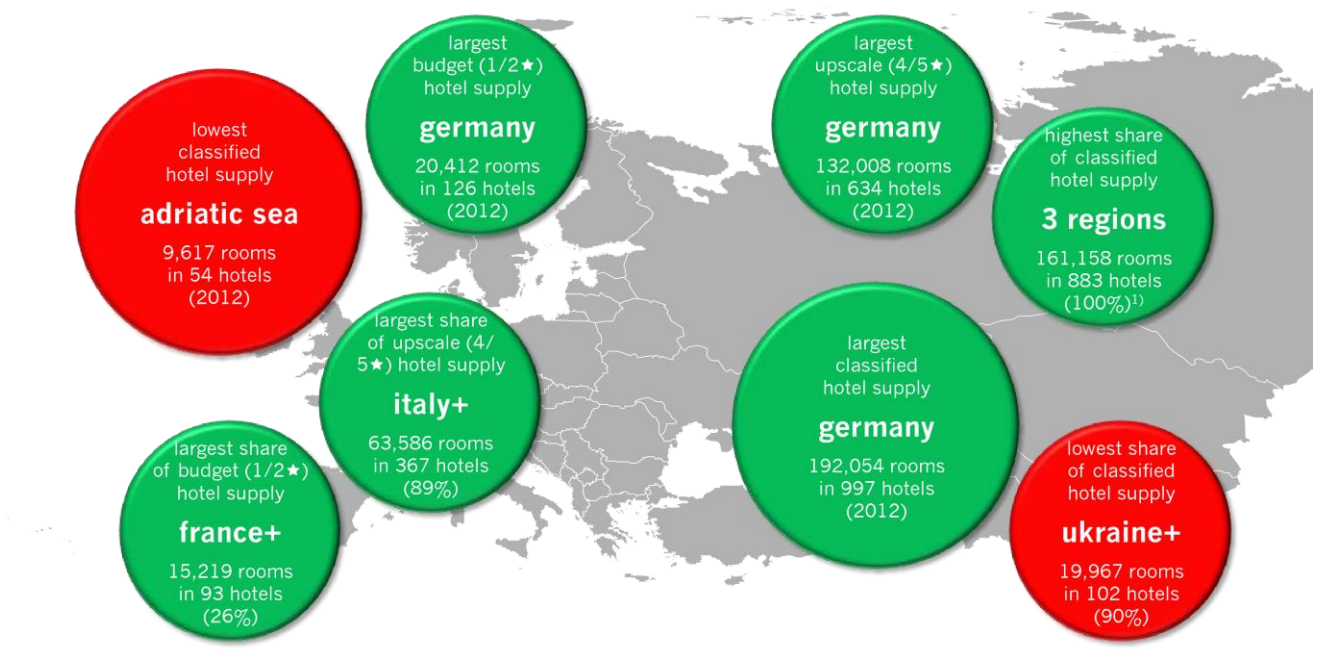 largest
budget (1/2★)
hotel supply
germany
20,412 rooms
in 126 hotels
(2012)
largest
upscale (4/5★)
hotel supply
germany
132,008 rooms
in 634 hotels
(2012)
lowest
classified
hotel supply
adriatic sea
9,617 rooms
in 54 hotels
(2012)
highest share
of classified
hotel supply
3 regions
161,158 rooms
in 883 hotels
(100%)¹⁾
largest share
of upscale (4/
5★) hotel supply
italy+
63,586 rooms
in 367 hotels
(89%)
largest
classified
hotel supply
germany
192,054 rooms
in 997 hotels
(2012)
largest share
of budget (1/2★)
hotel supply
france+
15,219 rooms
in 93 hotels
(26%)
lowest share
of classified
hotel supply
ukraine+
19,967 rooms
in 102 hotels
(90%)